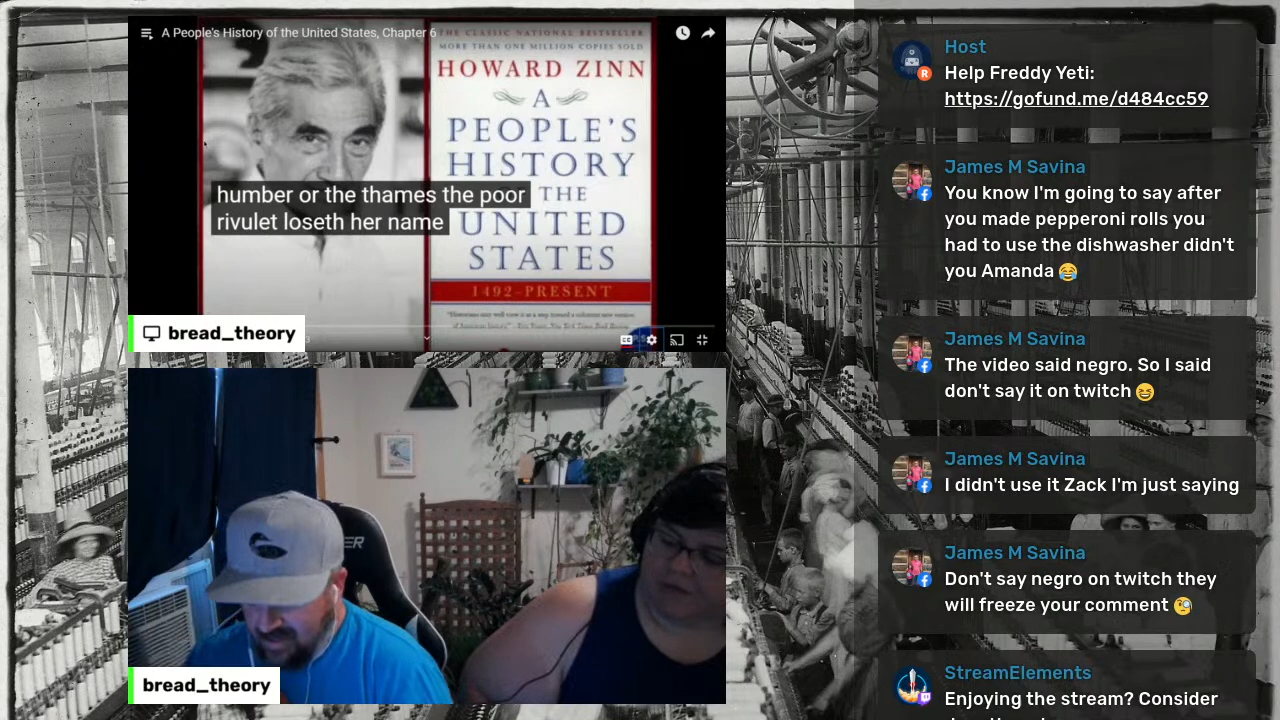 A People's History of the United States, Chapter 6
THE CLASSIC NATIONAL BESTSELLER
MORE THAN ONE MILLION COPIES SOLD
HOWARD ZINN
A
PEOPLE'S
HISTORY
THE
UNITED
STATES
1492–PRESENT
humber or the thames the poor
rivulet loseth her name
bread_theory
bread_theory
Host
Help Freddy Yeti:
https://gofund.me/d484cc59
James M Savina
You know I'm going to say after
you made pepperoni rolls you
had to use the dishwasher didn't
you Amanda 😂
James M Savina
The video said negro. So I said
don't say it on twitch 😆
James M Savina
I didn't use it Zack I'm just saying
James M Savina
Don't say negro on twitch they
will freeze your comment 🧐
StreamElements
Enjoying the stream? Consider